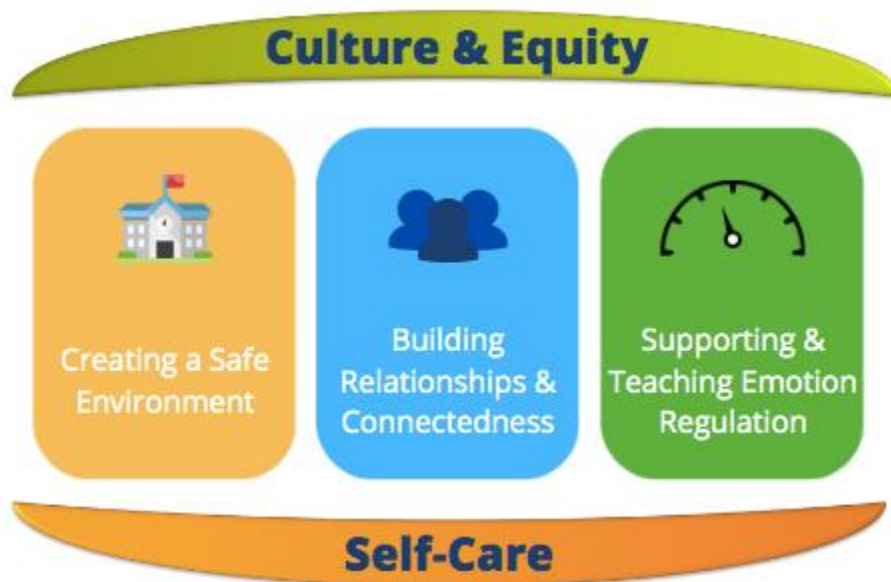 Culture & Equity
Creating a Safe
Environment
Building
Relationships &
Connectedness
Supporting &
Teaching Emotion
Regulation
Self-Care